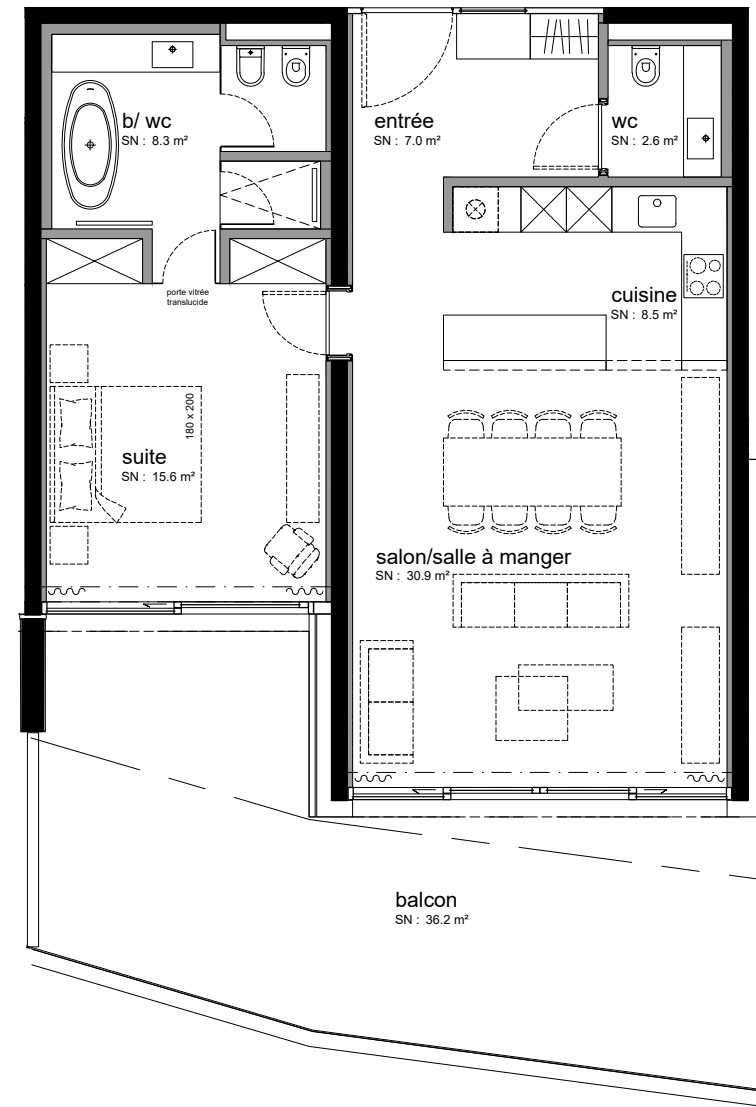 b/ wc
SN : 8.3 m²
entrée
SN : 7.0 m²
wc
SN : 2.6 m²
porte vitrée
translucide
cuisine
SN : 8.5 m²
180 x 200
suite
SN : 15.6 m²
salon/salle à manger
SN : 30.9 m²
balcon
SN : 36.2 m²